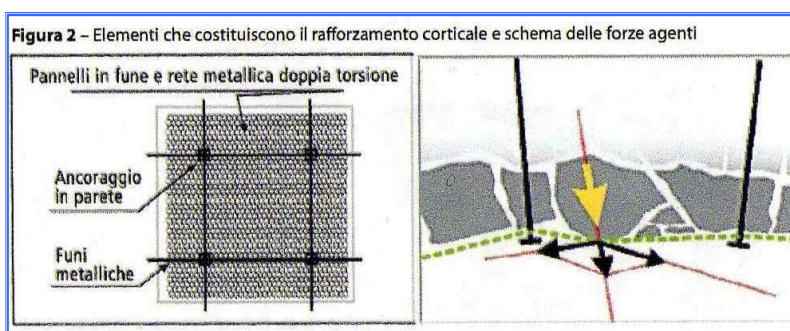 Figura 2 – Elementi che costituiscono il rafforzamento corticale e schema delle forze agenti
Pannelli in fune e rete metallica doppia torsione
Ancoraggio
in parete
Funi
metalliche